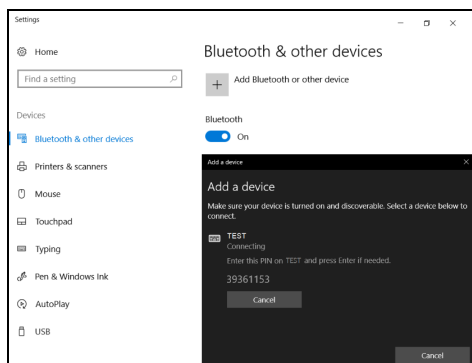 Settings
Home
Find a setting
Devices
Bluetooth & other devices
Printers & scanners
Mouse
Touchpad
Typing
Pen & Windows Ink
AutoPlay
USB
Bluetooth & other devices
Add Bluetooth or other device
Bluetooth
On
Add a device
Add a device
Make sure your device is turned on and discoverable. Select a device below to
connect.
TEST
Connecting
Enter this PIN on TEST and press Enter if needed.
39361153
Cancel
Cancel